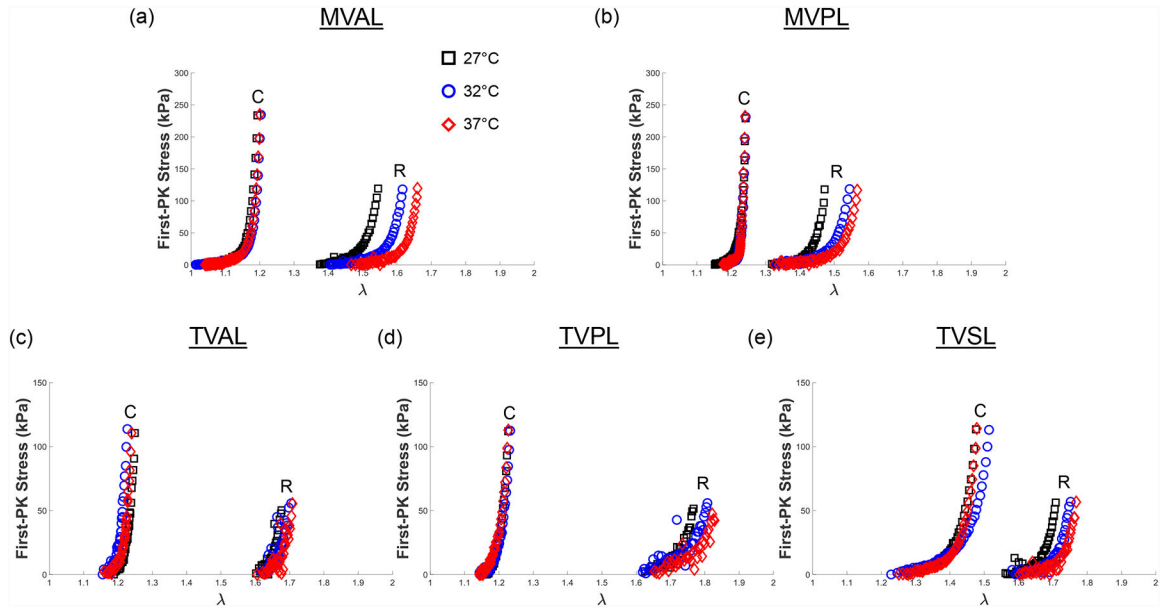 (a) MVAL
(b) MVPL
27°C
32°C
37°C
First-PK Stress (kPa)
300
250
200
150
100
50
0
C
R
1 1.1 1.2 1.3 1.4 1.5 1.6 1.7 1.8 1.9 2
λ
First-PK Stress (kPa)
300
250
200
150
100
50
0
C
R
1 1.1 1.2 1.3 1.4 1.5 1.6 1.7 1.8 1.9 2
λ
(c) TVAL
(d) TVPL
(e) TVSL
First-PK Stress (kPa)
150
100
50
0
C
R
1 1.1 1.2 1.3 1.4 1.5 1.6 1.7 1.8 1.9 2
λ
First-PK Stress (kPa)
150
100
50
0
C
R
1 1.1 1.2 1.3 1.4 1.5 1.6 1.7 1.8 1.9 2
λ
First-PK Stress (kPa)
150
100
50
0
C
R
1 1.1 1.2 1.3 1.4 1.5 1.6 1.7 1.8 1.9 2
λ